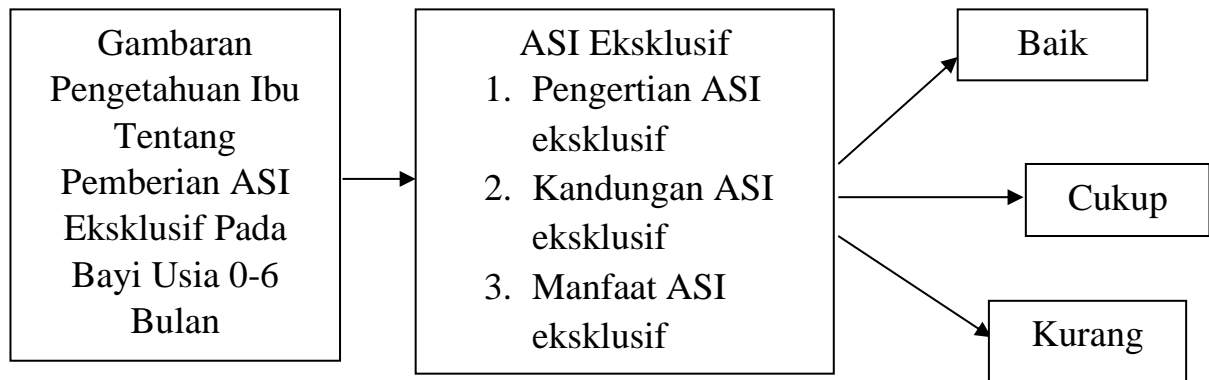 Gambaran
Pengetahuan Ibu
Tentang
Pemberian ASI
Eksklusif Pada
Bayi Usia 0-6
Bulan
ASI Eksklusif
1. Pengertian ASI
eksklusif
2. Kandungan ASI
eksklusif
3. Manfaat ASI
eksklusif
Baik
Cukup
Kurang